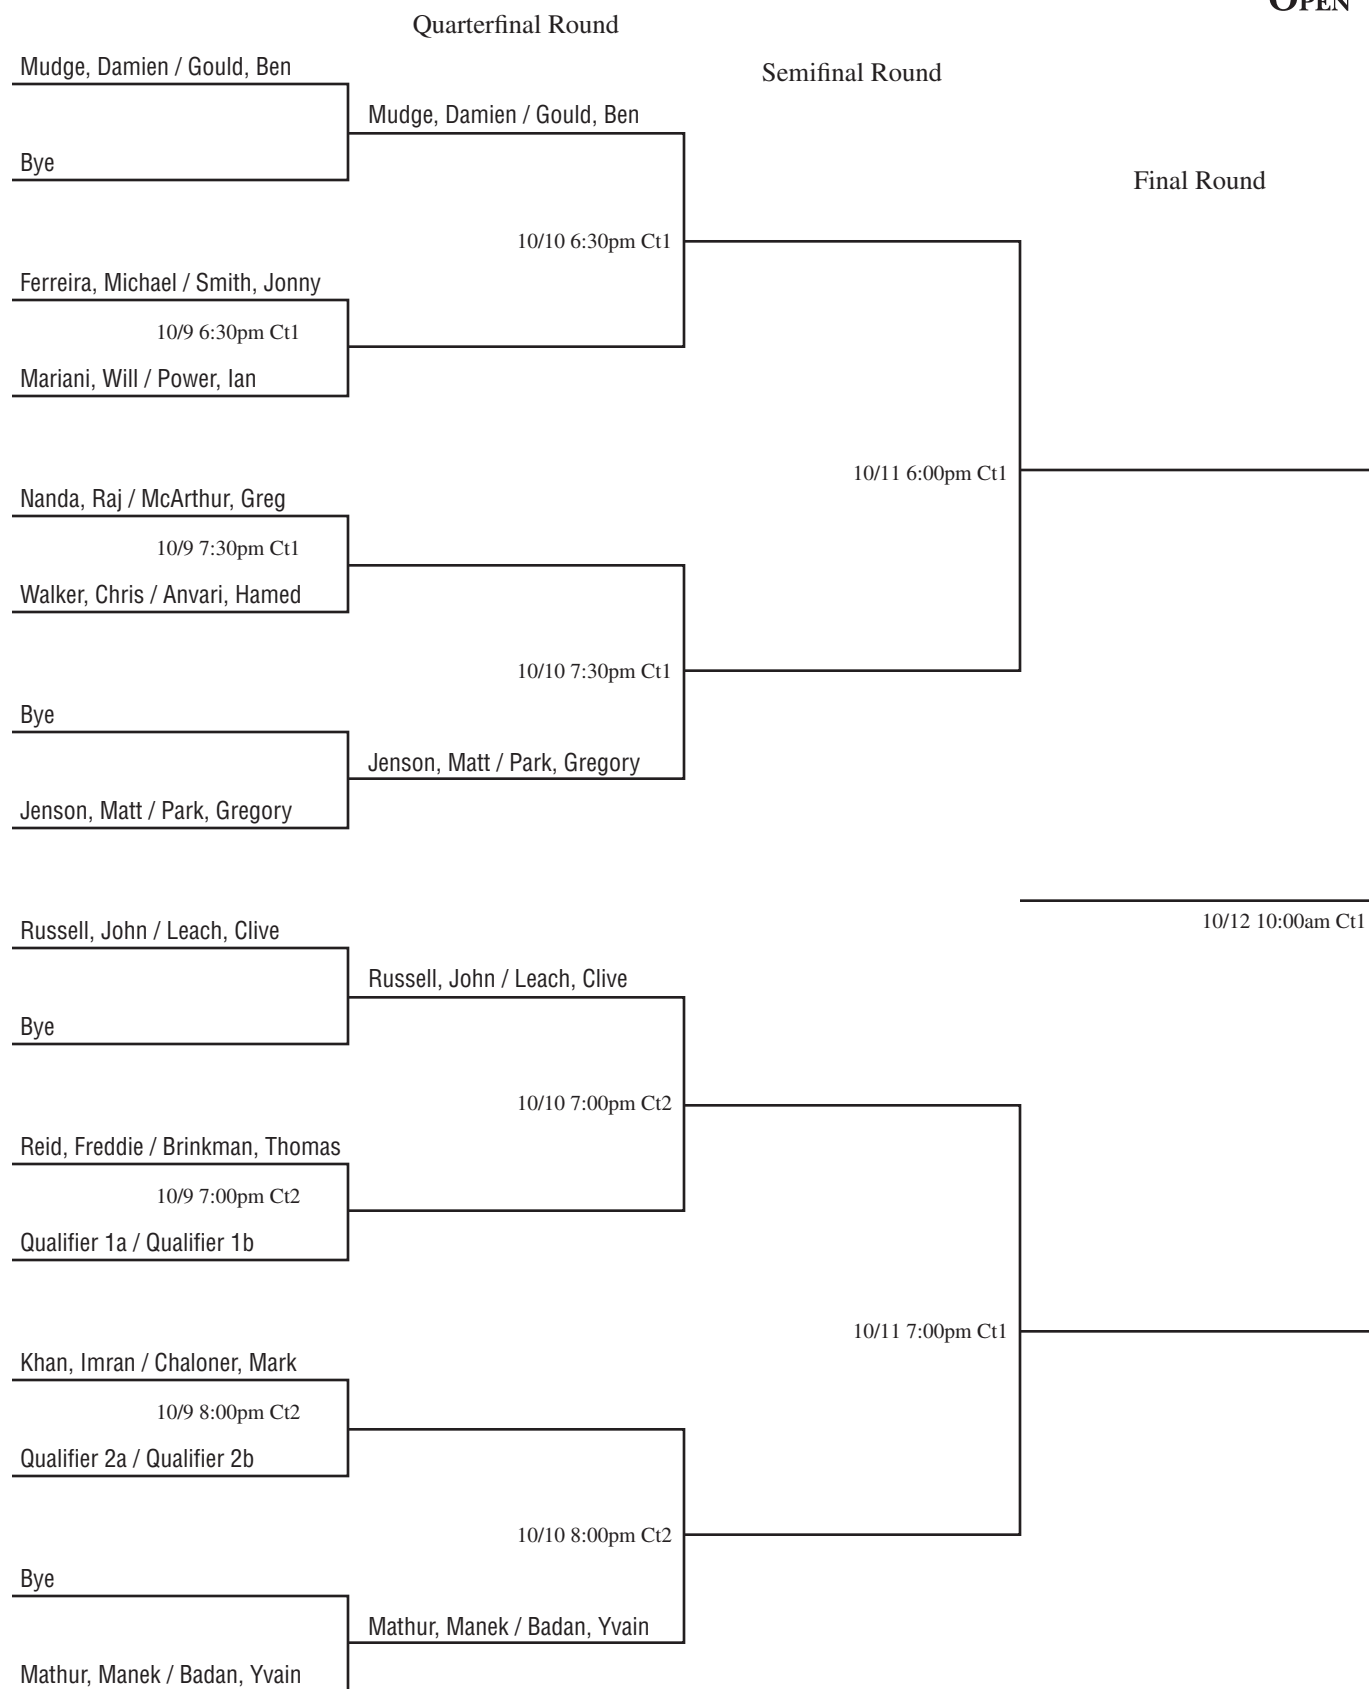 OPEN
Quarterfinal Round
Semifinal Round
Final Round
Mudge, Damien / Gould, Ben
Mudge, Damien / Gould, Ben
Bye
10/10 6:30pm Ct1
Ferreira, Michael / Smith, Jonny
10/9 6:30pm Ct1
Mariani, Will / Power, Ian
10/11 6:00pm Ct1
Nanda, Raj / McArthur, Greg
10/9 7:30pm Ct1
Walker, Chris / Anvari, Hamed
10/10 7:30pm Ct1
Bye
Jenson, Matt / Park, Gregory
Jenson, Matt / Park, Gregory
10/12 10:00am Ct1
Russell, John / Leach, Clive
Russell, John / Leach, Clive
Bye
10/10 7:00pm Ct2
Reid, Freddie / Brinkman, Thomas
10/9 7:00pm Ct2
Qualifier 1a / Qualifier 1b
10/11 7:00pm Ct1
Khan, Imran / Chaloner, Mark
10/9 8:00pm Ct2
Qualifier 2a / Qualifier 2b
10/10 8:00pm Ct2
Bye
Mathur, Manek / Badan, Yvain
Mathur, Manek / Badan, Yvain